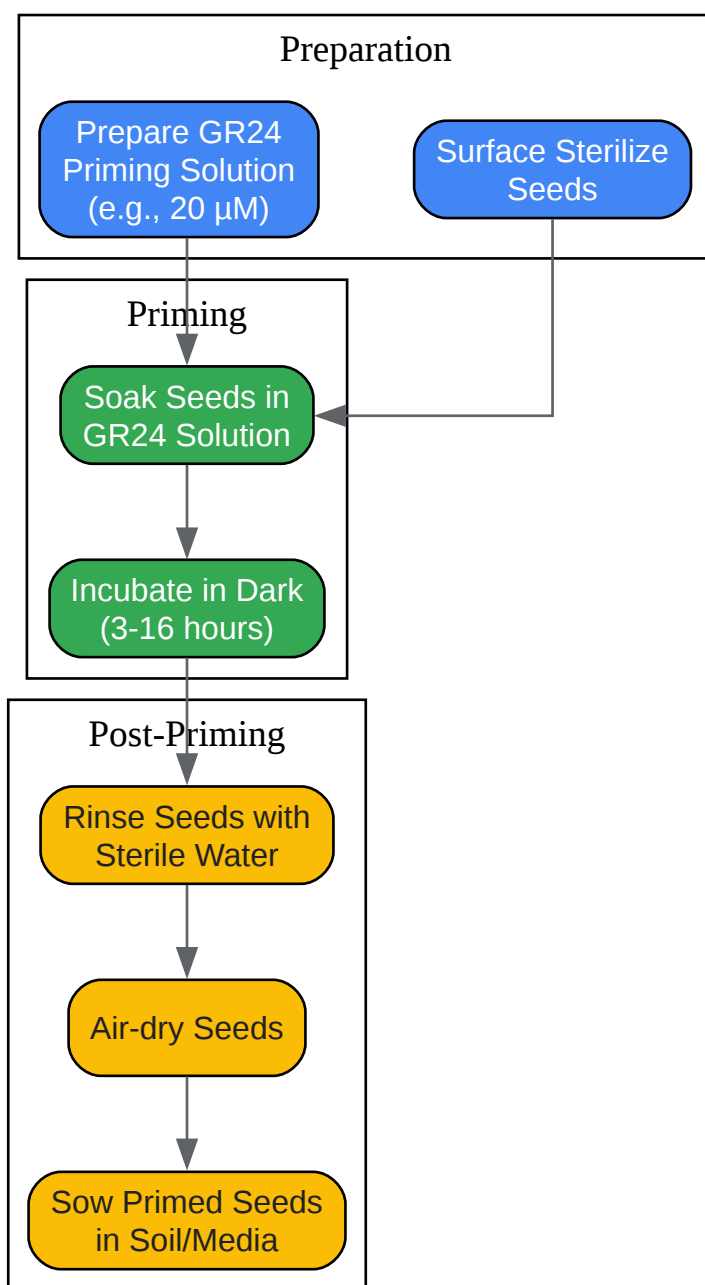 Preparation
Prepare GR24
Priming Solution
(e.g., 20 µM)
Surface Sterilize
Seeds
Priming
Soak Seeds in
GR24 Solution
Incubate in Dark
(3-16 hours)
Post-Priming
Rinse Seeds with
Sterile Water
Air-dry Seeds
Sow Primed Seeds
in Soil/Media